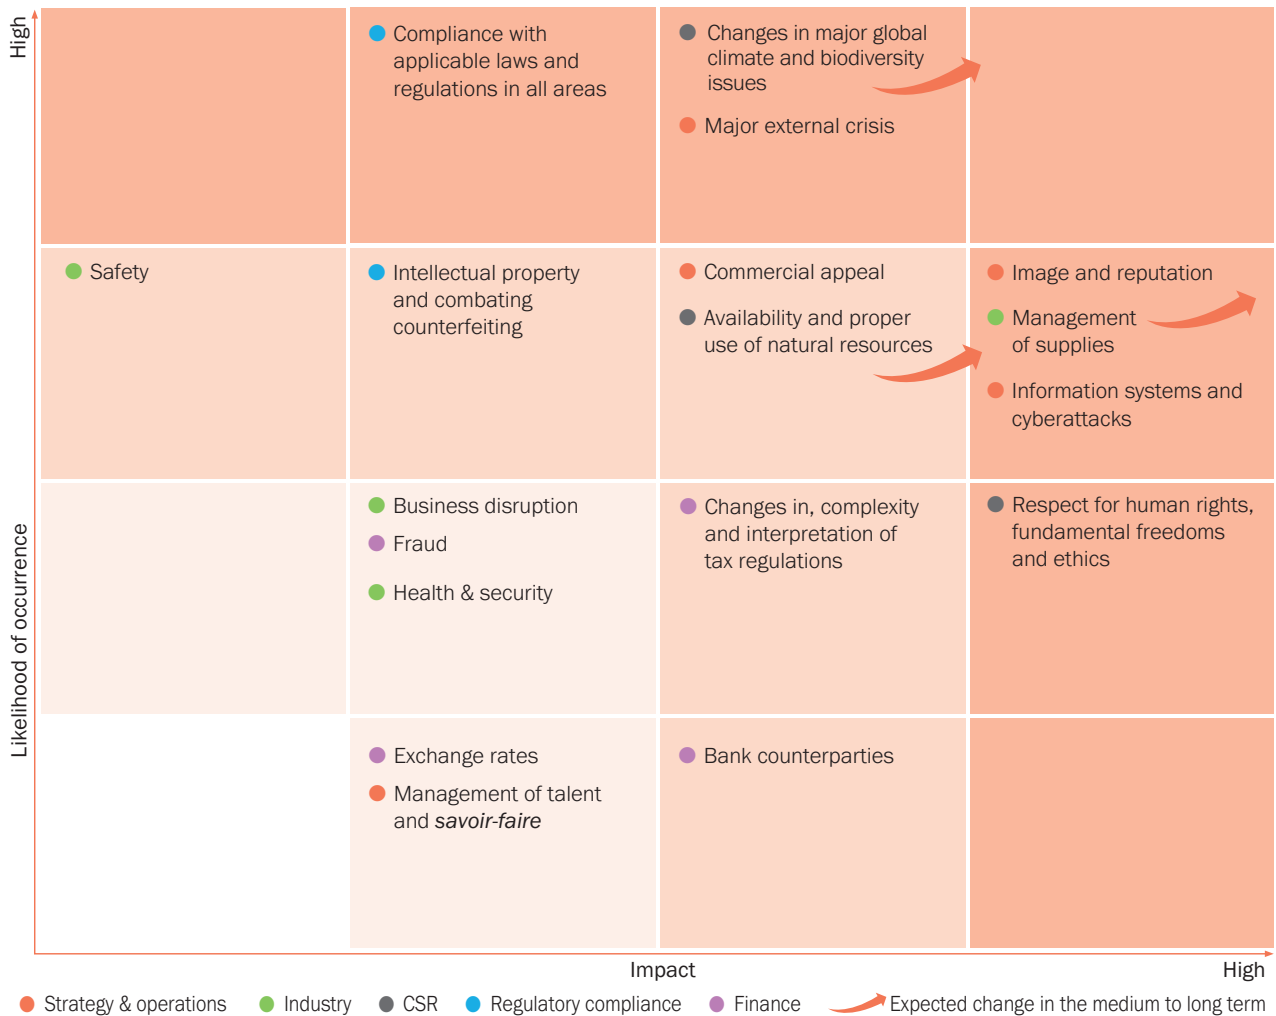 High
Compliance with
applicable laws and
regulations in all areas
Changes in major global
climate and biodiversity
issues
Major external crisis
Safety
Intellectual property
and combating
counterfeiting
Commercial appeal
Availability and proper
use of natural resources
Image and reputation
Management
of supplies
Information systems and
cyberattacks
Business disruption
Fraud
Health & security
Changes in, complexity
and interpretation of
tax regulations
Respect for human rights,
fundamental freedoms
and ethics
Likelihood of occurrence
Exchange rates
Management of talent
and savoir-faire
Bank counterparties
Impact
High
Strategy & operations
Industry
CSR
Regulatory compliance
Finance
Expected change in the medium to long term